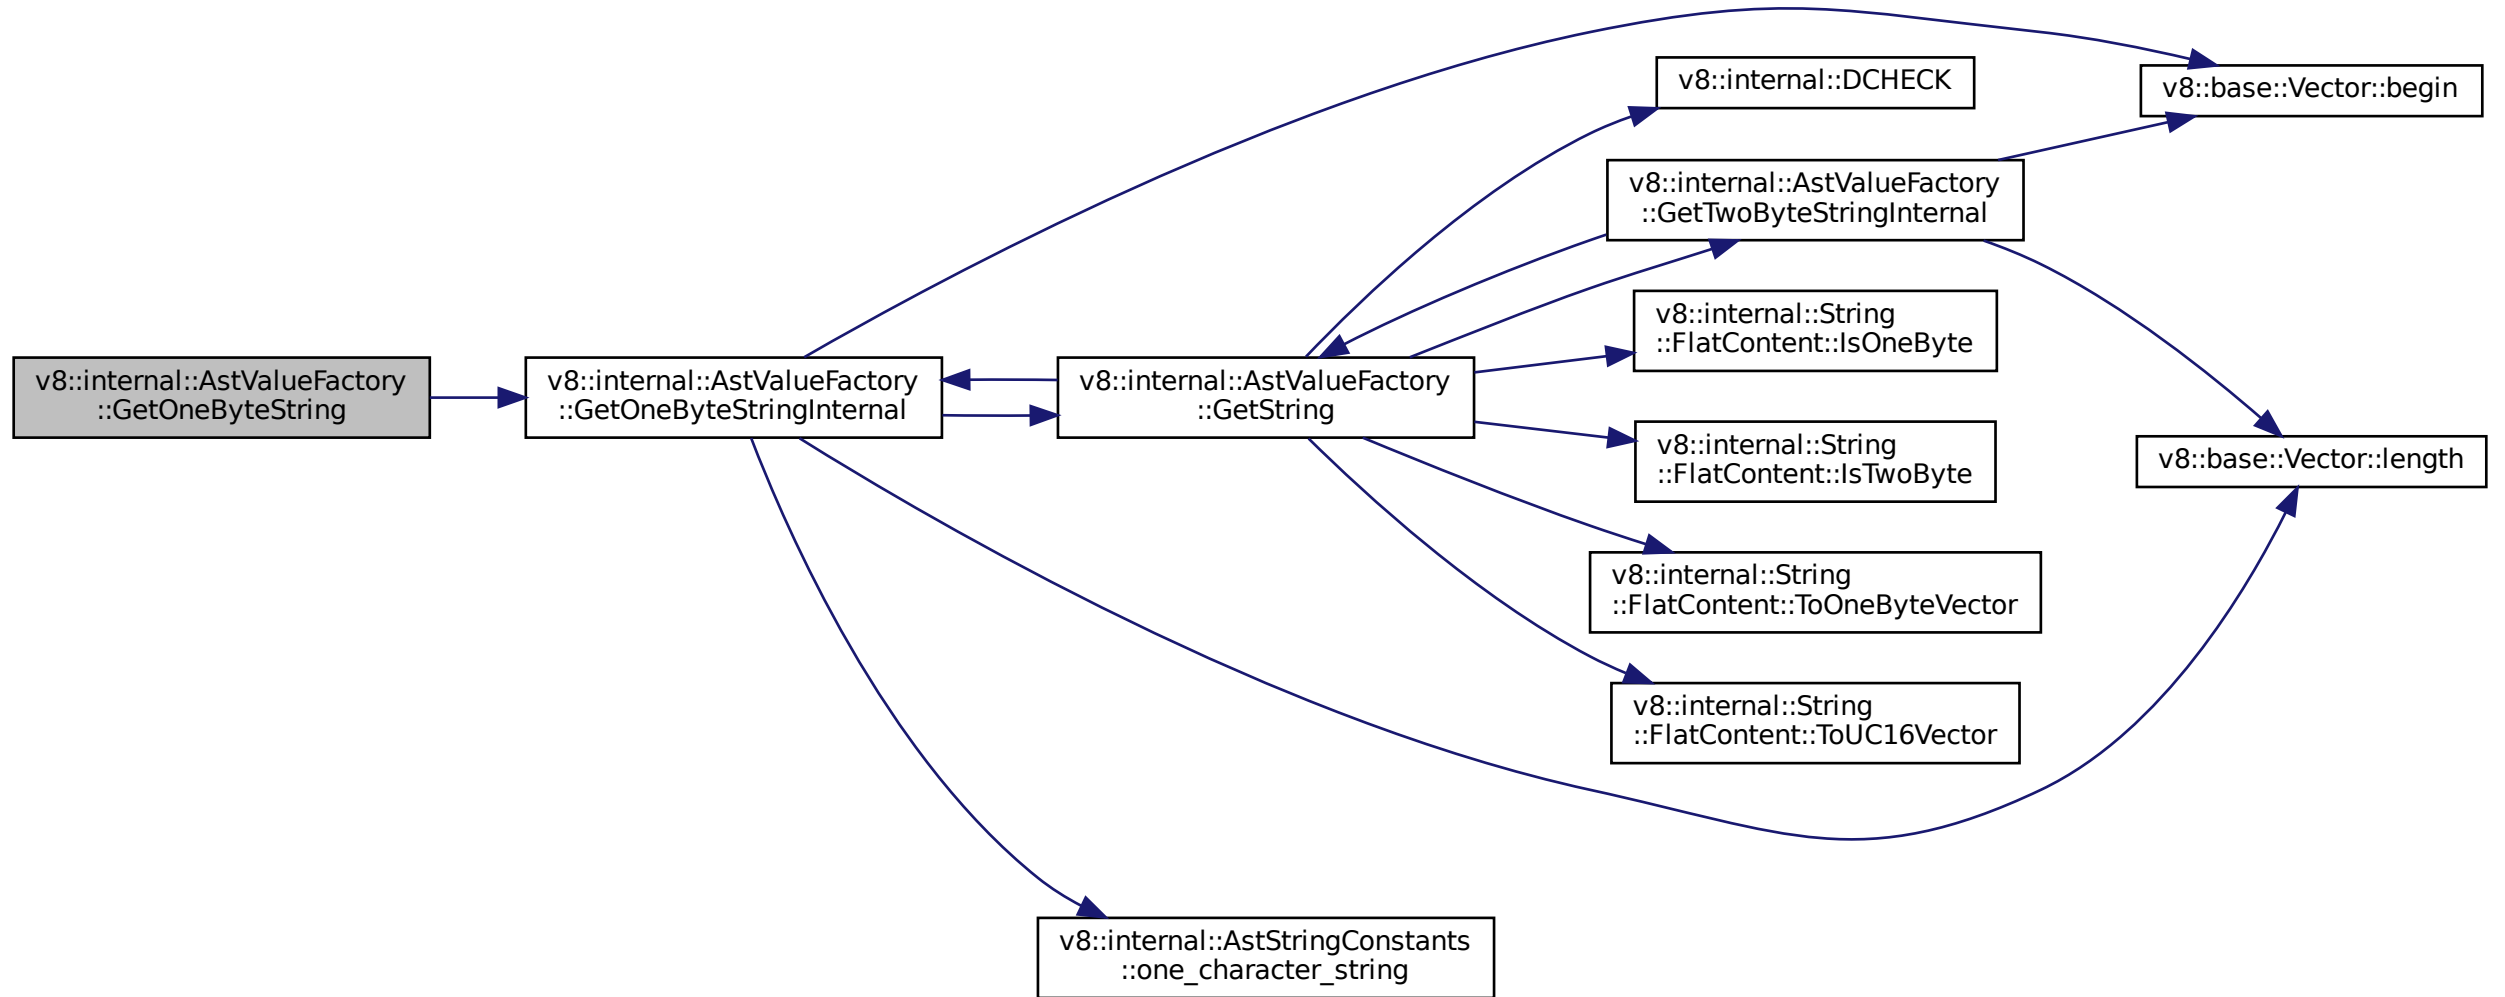 v8::internal::AstValueFactory
::GetOneByteString
v8::internal::AstValueFactory
::GetOneByteStringInternal
v8::internal::AstValueFactory
::GetString
v8::internal::DCHECK
v8::base::Vector::begin
v8::internal::AstValueFactory
::GetTwoByteStringInternal
v8::internal::String
::FlatContent::IsOneByte
v8::internal::String
::FlatContent::IsTwoByte
v8::base::Vector::length
v8::internal::String
::FlatContent::ToOneByteVector
v8::internal::String
::FlatContent::ToUC16Vector
v8::internal::AstStringConstants
::one_character_string